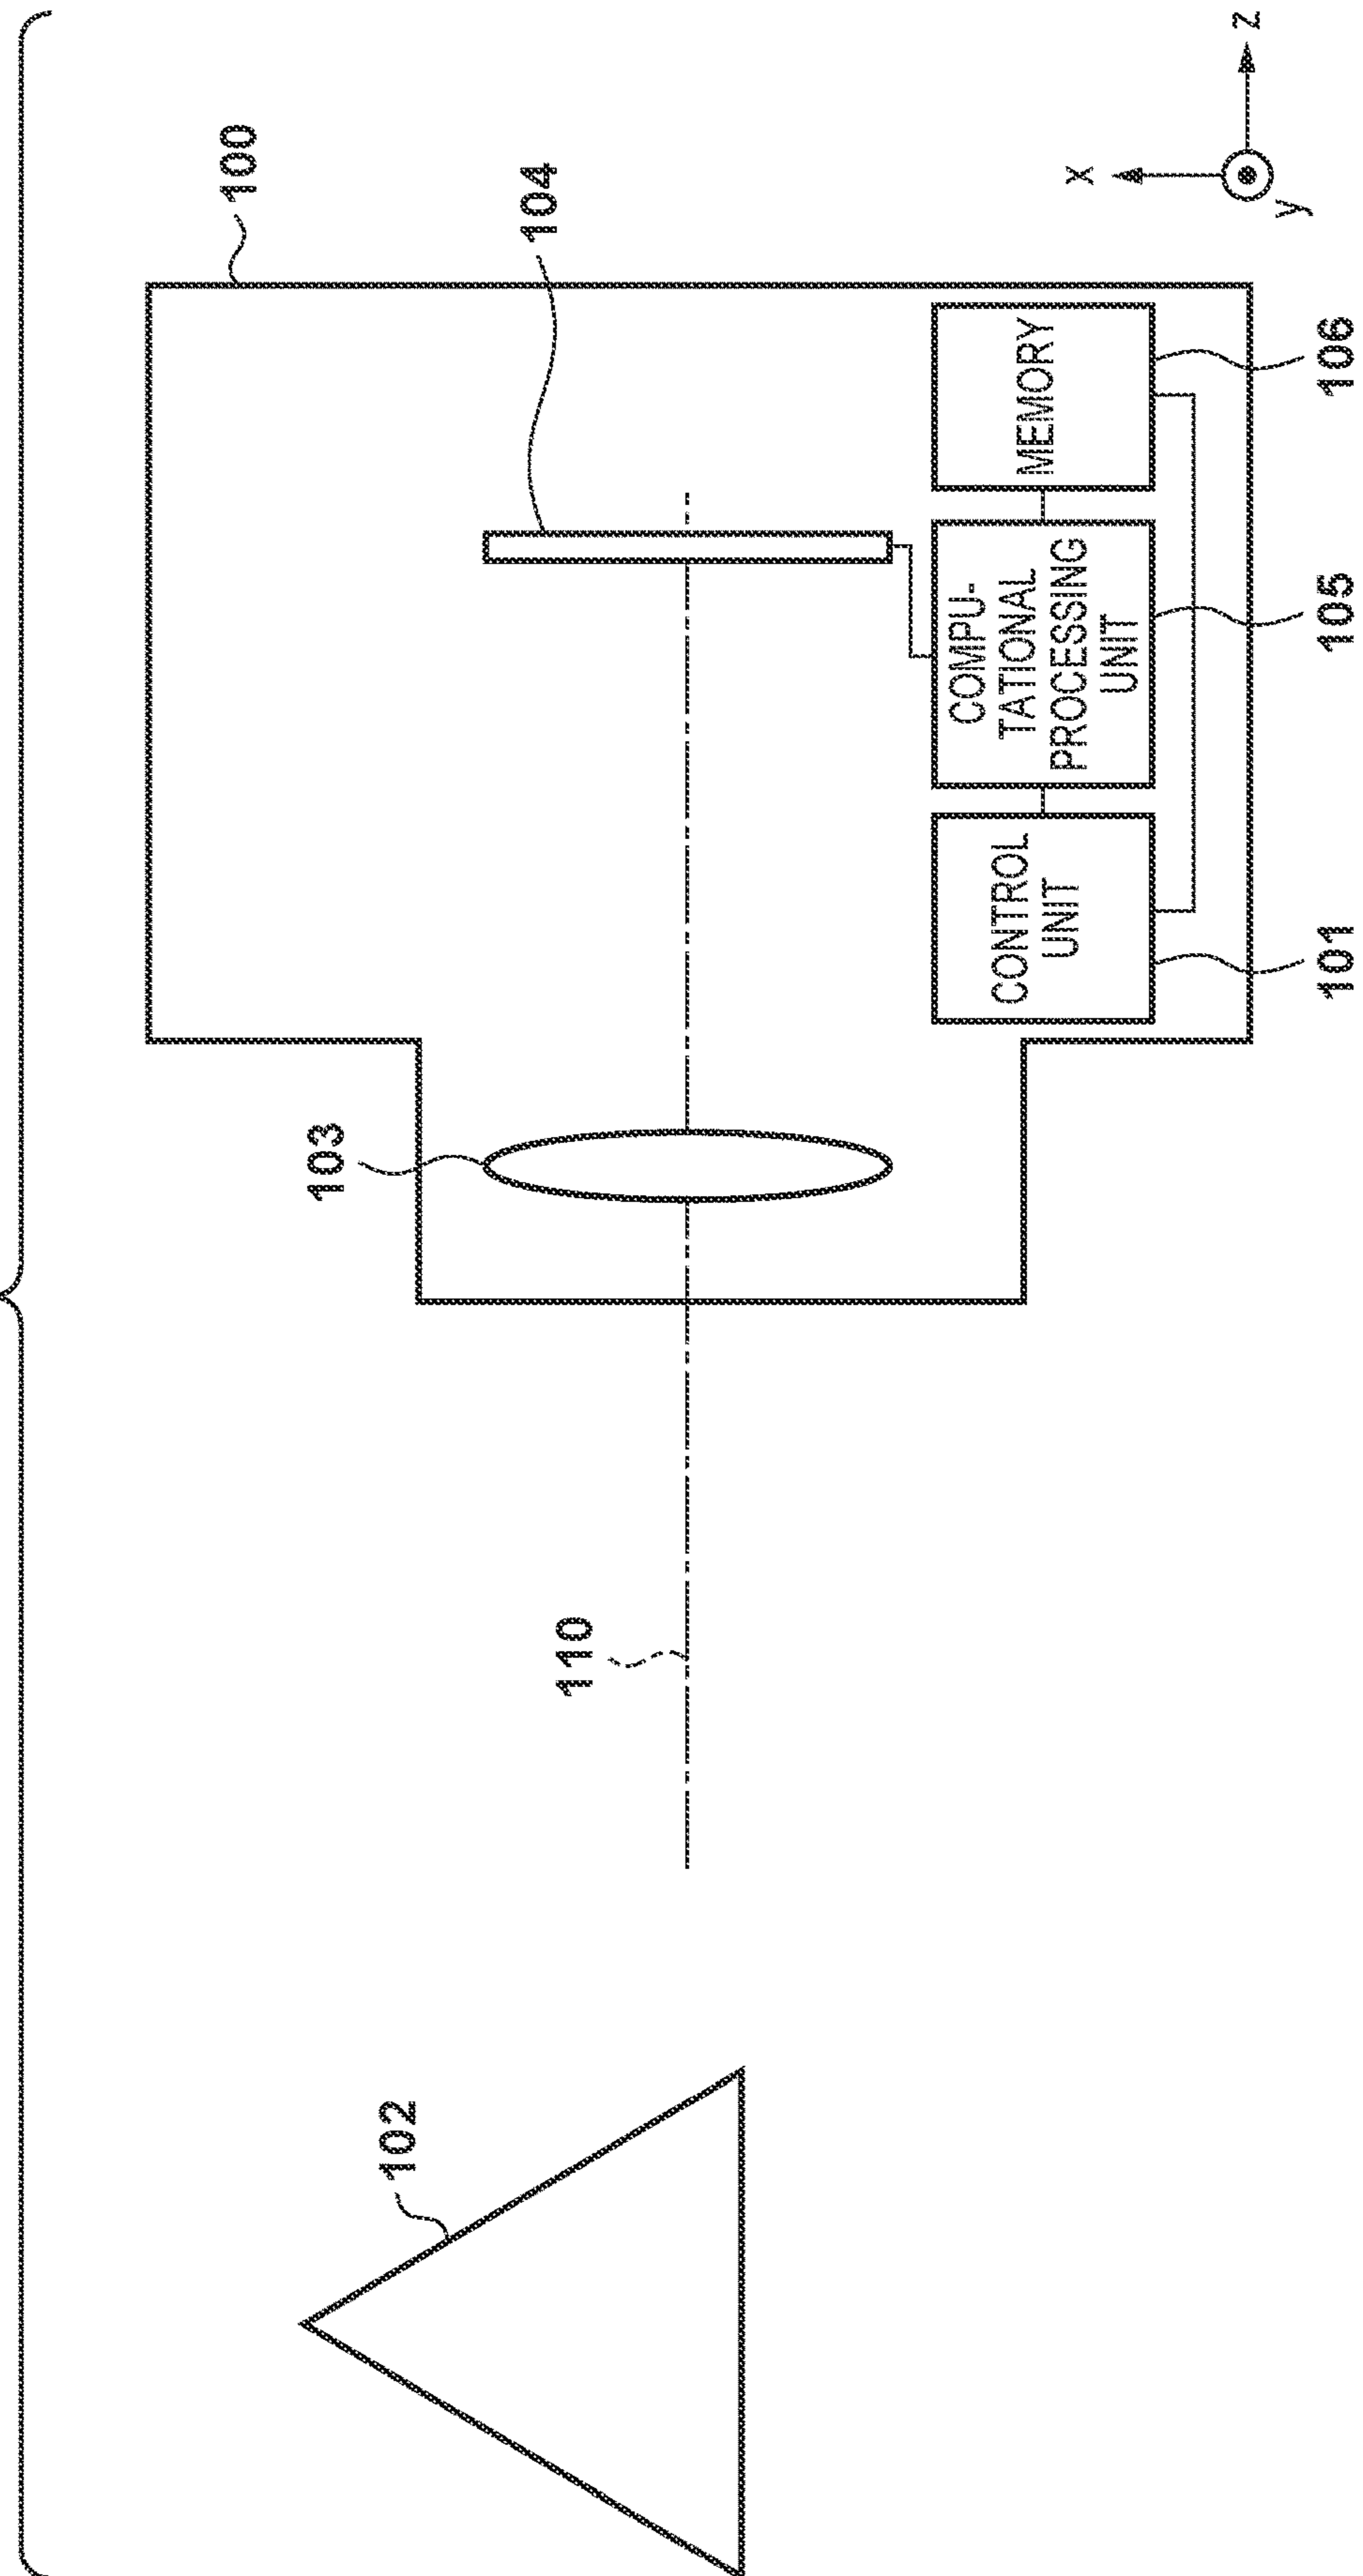 100
104
103
110
102
x
z
y
CONTROL
UNIT
COMPU-
TATIONAL
PROCESSING
UNIT
MEMORY
101
105
106